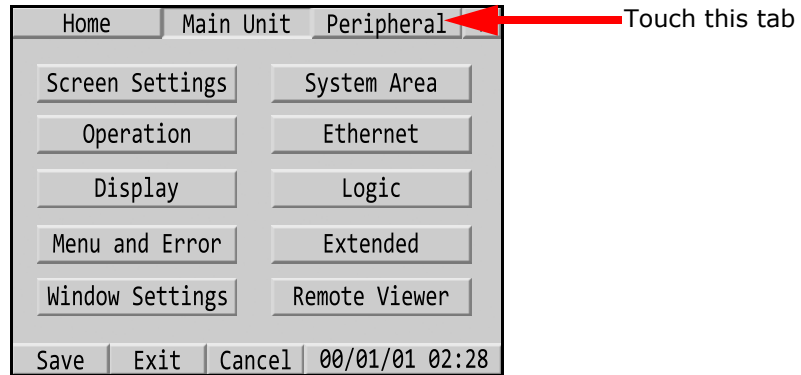 Home Main Unit Peripheral
Touch this tab
Screen Settings System Area
Operation Ethernet
Display Logic
Menu and Error Extended
Window Settings Remote Viewer
Save Exit Cancel 00/01/01 02:28